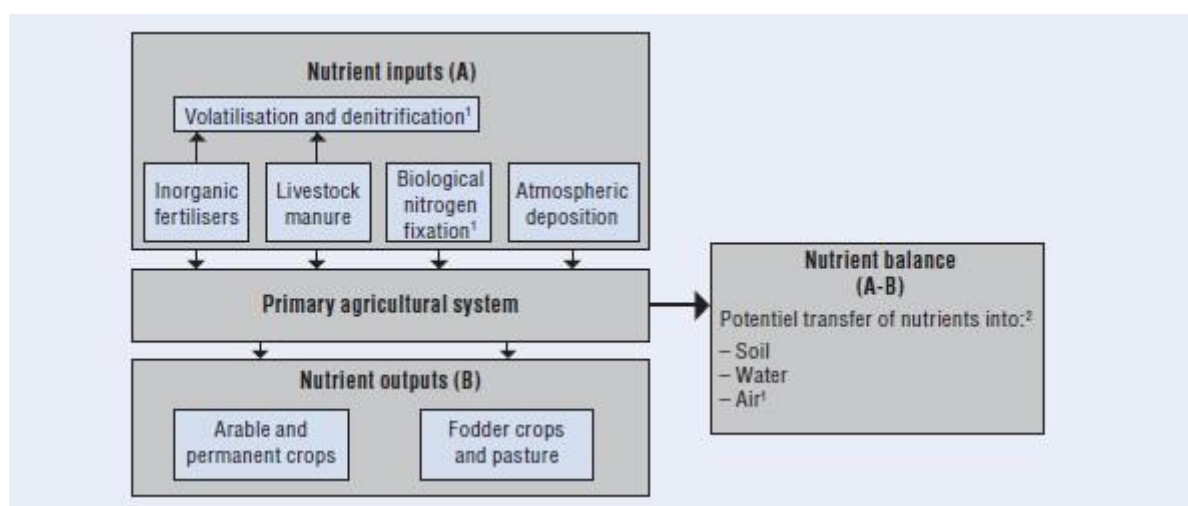 Nutrient inputs (A)
Volatilisation and denitrification¹
Inorganic
fertilisers
Livestock
manure
Biological
nitrogen
fixation¹
Atmospheric
deposition
Primary agricultural system
Nutrient outputs (B)
Arable and
permanent crops
Fodder crops
and pasture
Nutrient balance
(A-B)
Potentiel transfer of nutrients into:²
– Soil
– Water
– Air¹